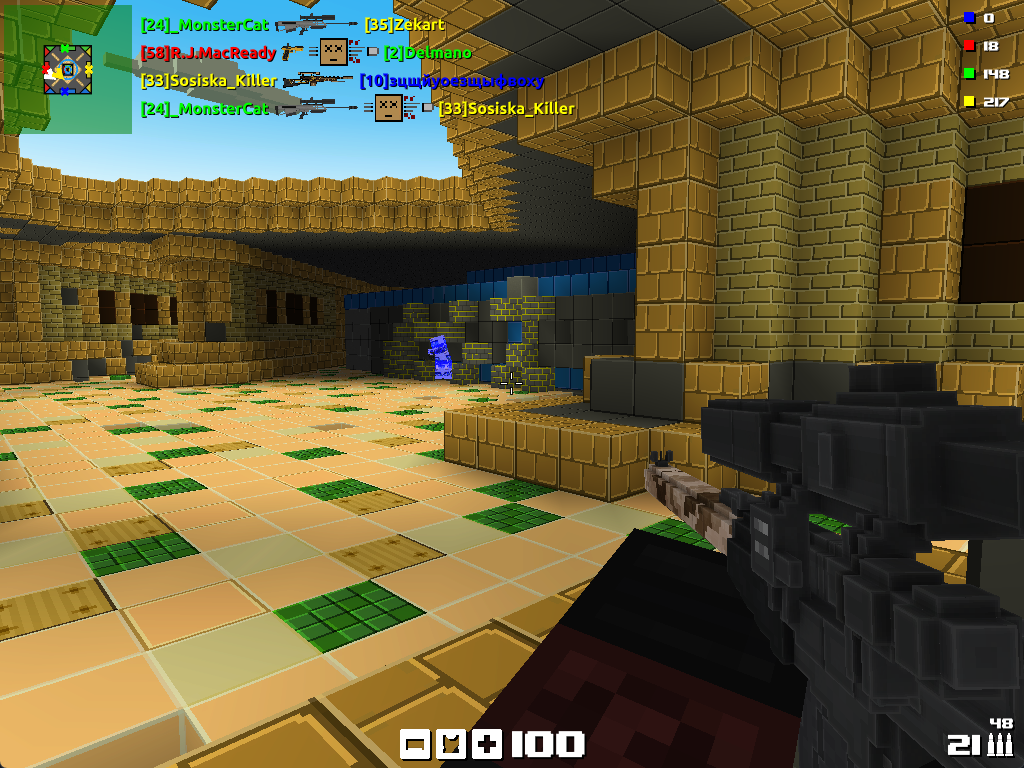 [24]_MonsterCat [35]Zekart 0
[58]R.J.MacReady [2]Delmano 18
[33]Sosiska_Killer [10]зщщйуоезщыфвоху 148
[24]_MonsterCat [33]Sosiska_Killer 217
48
100 21